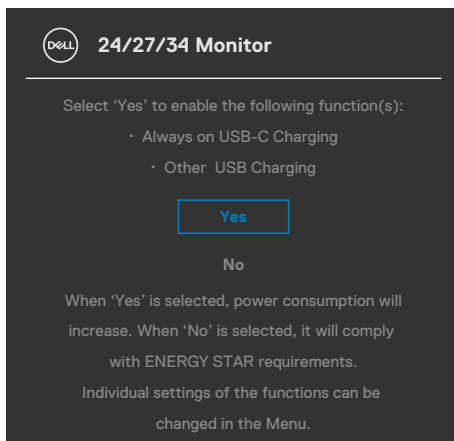 DELL
24/27/34 Monitor
Select ‘Yes’ to enable the following function(s):
· Always on USB-C Charging
· Other USB Charging
Yes
No
When ‘Yes’ is selected, power consumption will
increase. When ‘No’ is selected, it will comply
with ENERGY STAR requirements.
Individual settings of the functions can be
changed in the Menu.